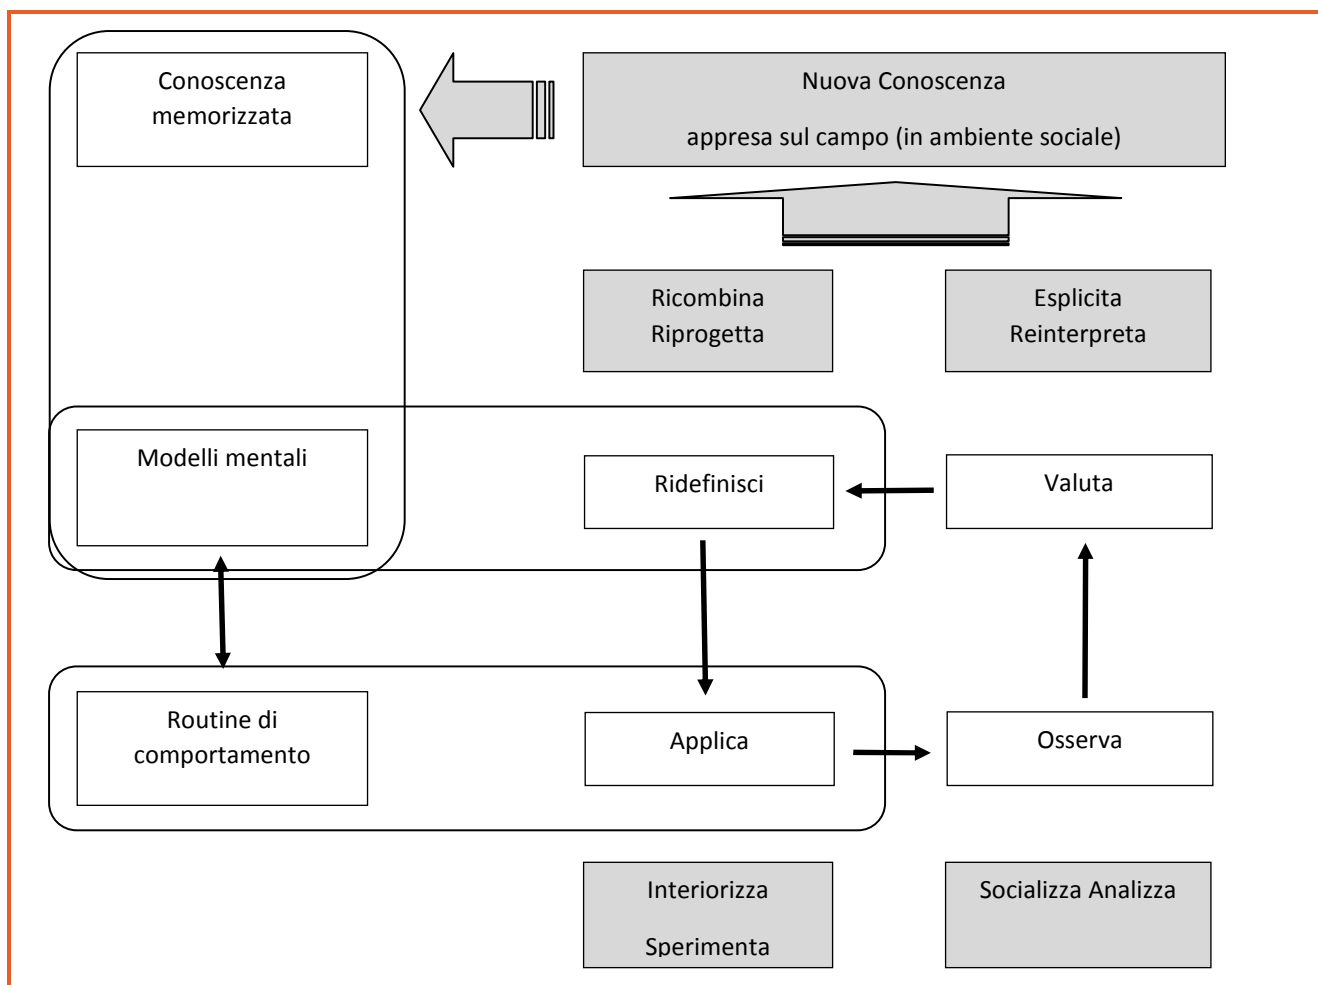 Conoscenza
memorizzata
Nuova Conoscenza
appresa sul campo (in ambiente sociale)
Ricombina
Riprogetta
Esplicita
Reinterpreta
Modelli mentali
Ridefinisci
Valuta
Routine di
comportamento
Applica
Osserva
Interiorizza
Sperimenta
Socializza Analizza